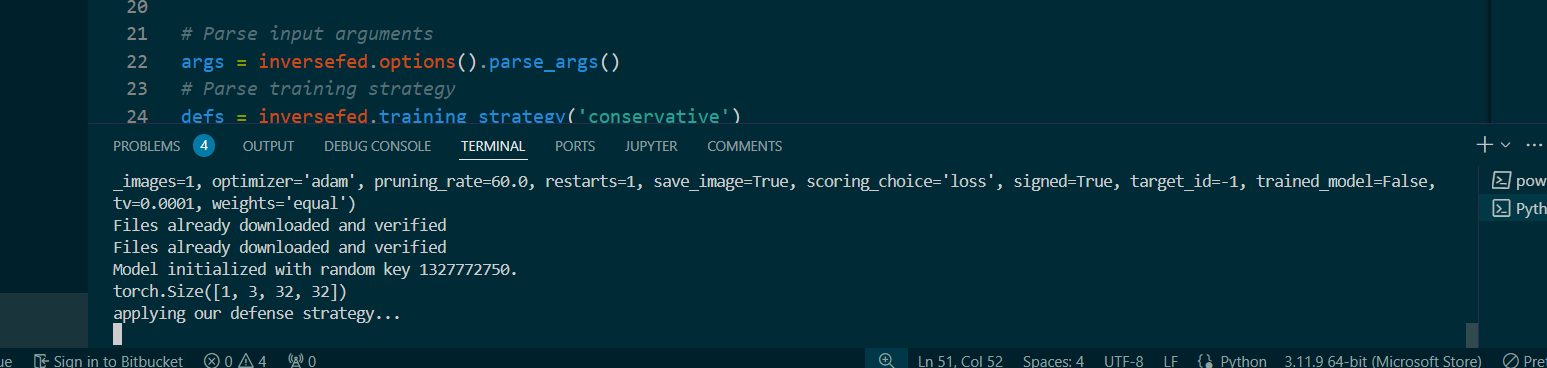 20
21 # Parse input arguments
22 args = inversefed.options().parse_args()
23 # Parse training strategy
24 defs = inversefed.training_strategy('conservative')
PROBLEMS 4 OUTPUT DEBUG CONSOLE TERMINAL PORTS JUPYTER COMMENTS
_images=1, optimizer='adam', pruning_rate=60.0, restarts=1, save_image=True, scoring_choice='loss', signed=True, target_id=-1, trained_model=False,
pow
tv=0.0001, weights='equal')
Pyth
Files already downloaded and verified
Files already downloaded and verified
Model initialized with random key 1327772750.
torch.Size([1, 3, 32, 32])
applying our defense strategy...
ue Sign in to Bitbucket 0 4 0 Ln 51, Col 52 Spaces: 4 UTF-8 LF Python 3.11.9 64-bit (Microsoft Store) Pre